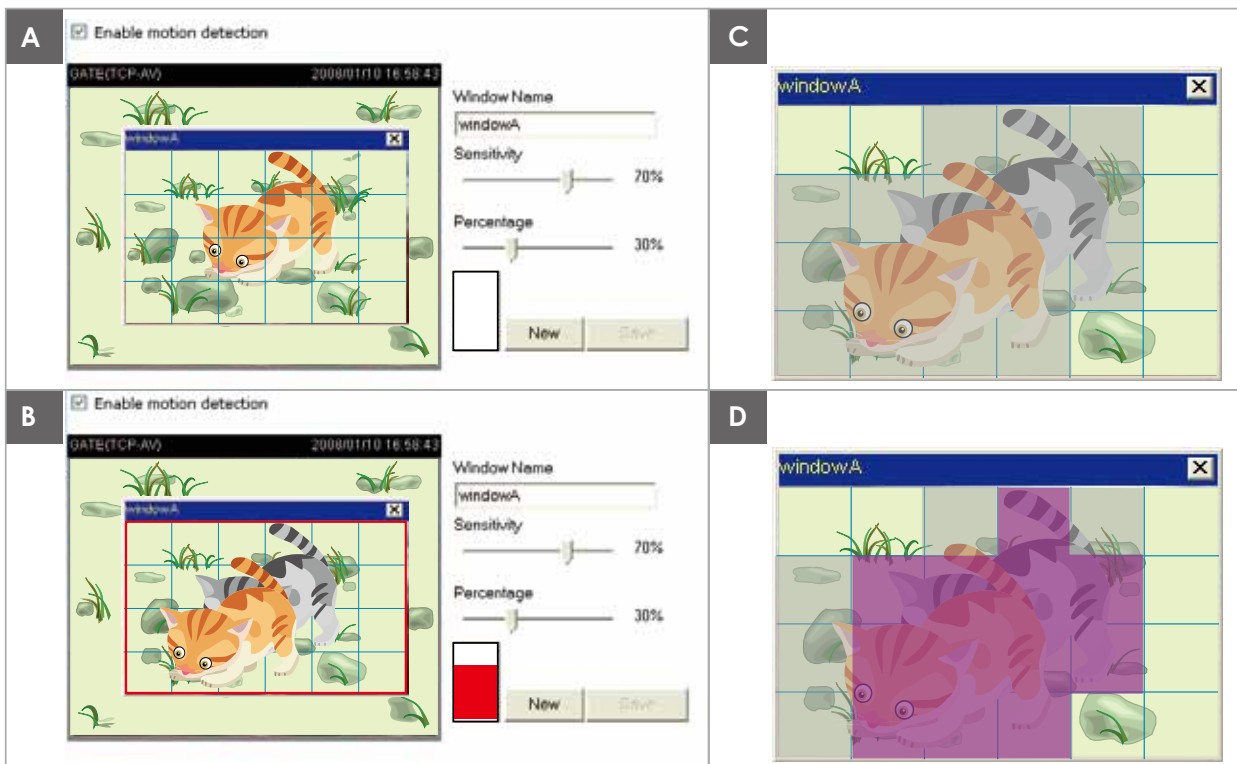 A
Enable motion detection
GATE(TCP-AV) 2008/01/10 16:58:43
windowA
Window Name
windowA
Sensitivity
70%
Percentage
30%
New Save
B
Enable motion detection
GATE(TCP-AV) 2008/01/10 16:58:43
windowA
Window Name
windowA
Sensitivity
70%
Percentage
30%
New Save
C
windowA
D
windowA